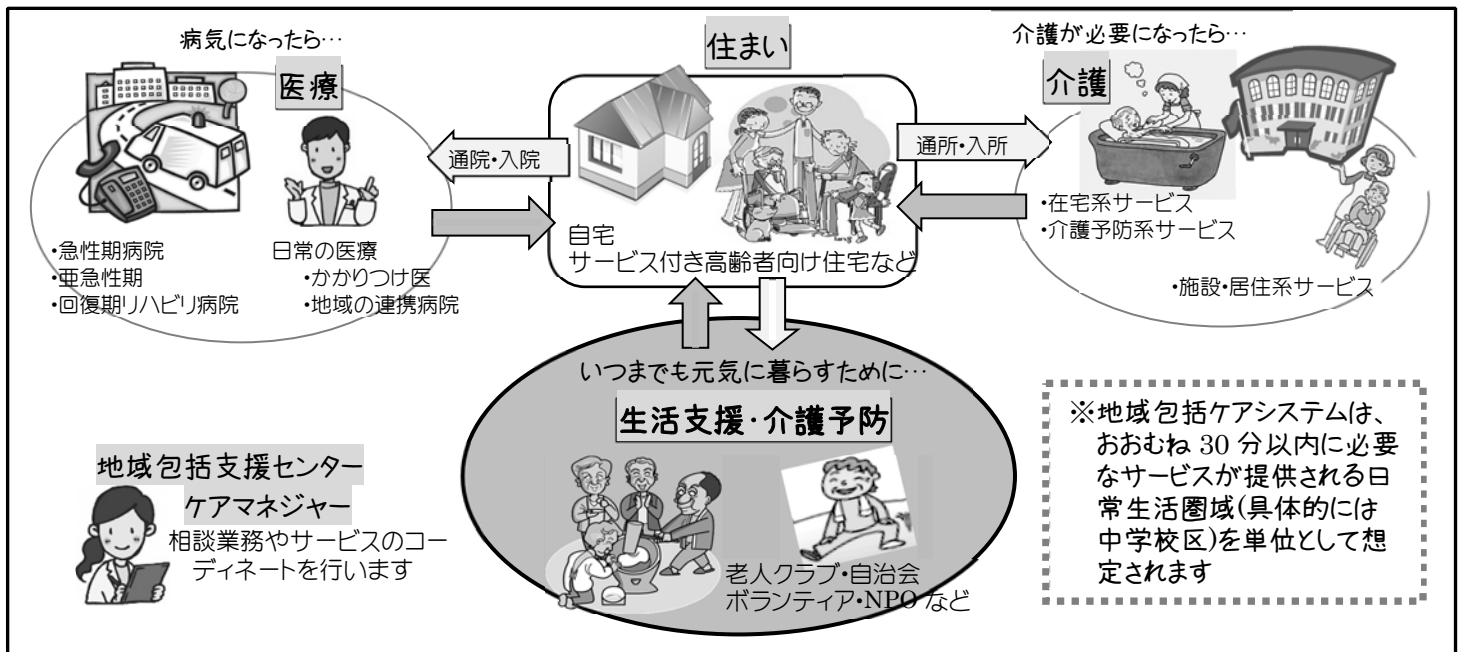 病気になったら…
医療
通院・入院
・急性期病院
・亜急性期
・回復期リハビリ病院
日常の医療
・かかりつけ医
・地域の連携病院
住まい
自宅
サービス付き高齢者向け住宅など
介護が必要になったら…
介護
通所・入所
・在宅系サービス
・介護予防系サービス
・施設・居住系サービス
いつまでも元気に暮らすために…
生活支援・介護予防
老人クラブ・自治会
ボランティア・NPO など
地域包括支援センター
ケアマネジャー
相談業務やサービスのコー
ディネートを行います
※地域包括ケアシステムは、
おおむね 30 分以内に必要
なサービスが提供される日
常生活圏域(具体的には
中学校区)を単位として想
定されます